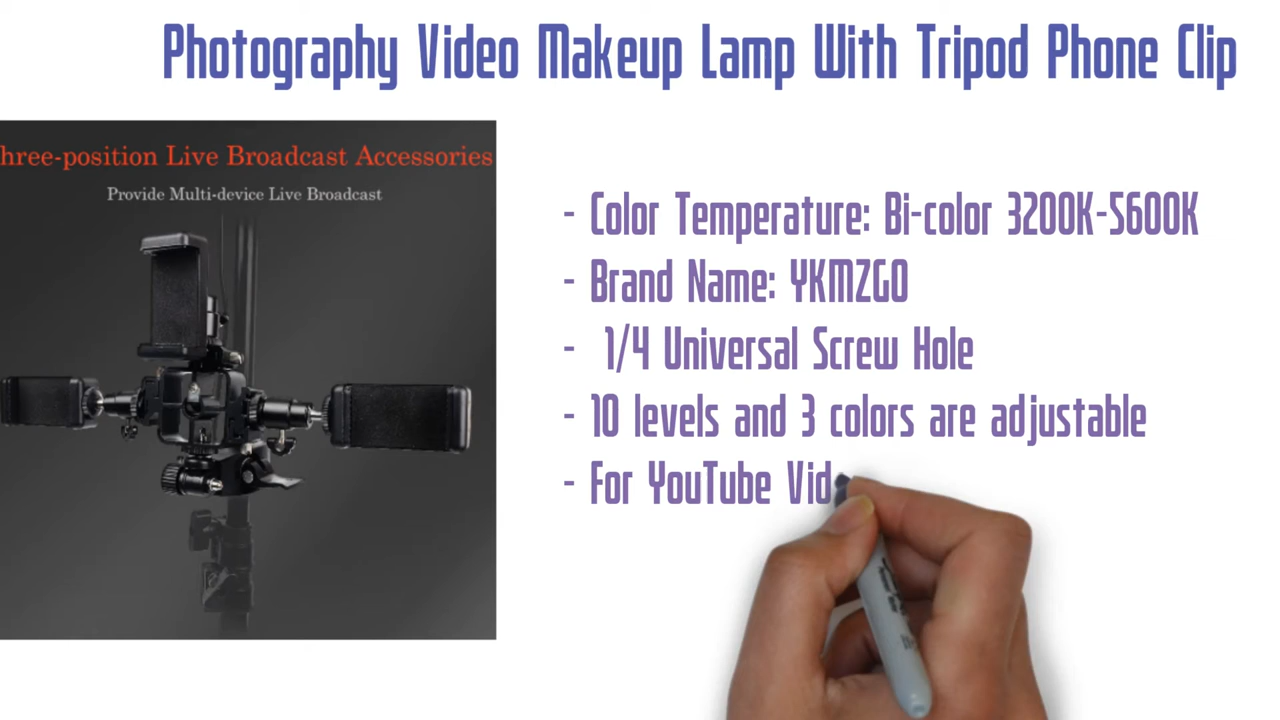 Photography Video Makeup Lamp With Tripod Phone Clip
hree-position Live Broadcast Accessories
Provide Multi-device Live Broadcast
- Color Temperature: Bi-color 3200K-5600K
- Brand Name: YKMZGO
- 1/4 Universal Screw Hole
- 10 levels and 3 colors are adjustable
- For YouTube Vid